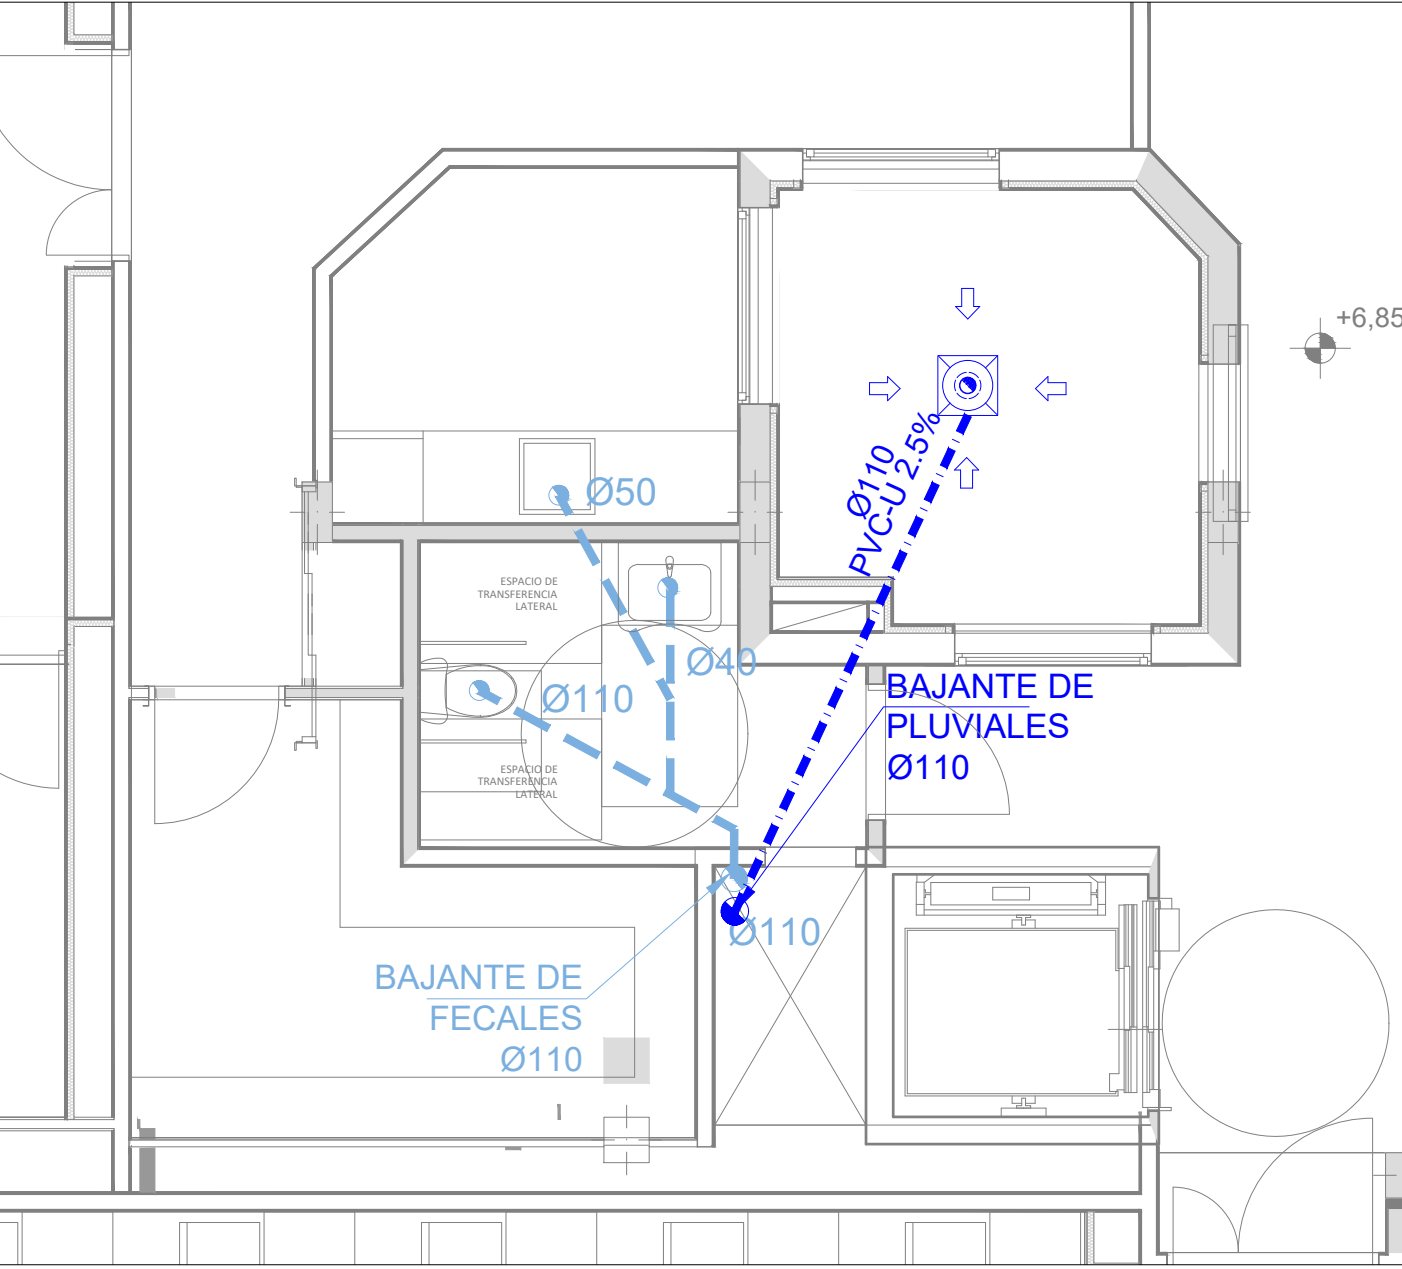 +6,85
Ø110
PVC-U 2.5%
Ø50
ESPACIO DE
TRANSFERENCIA
LATERAL
Ø40
Ø110
BAJANTE DE
PLUVIALES
Ø110
ESPACIO DE
TRANSFERENCIA
LATERAL
Ø110
BAJANTE DE
FECALES
Ø110